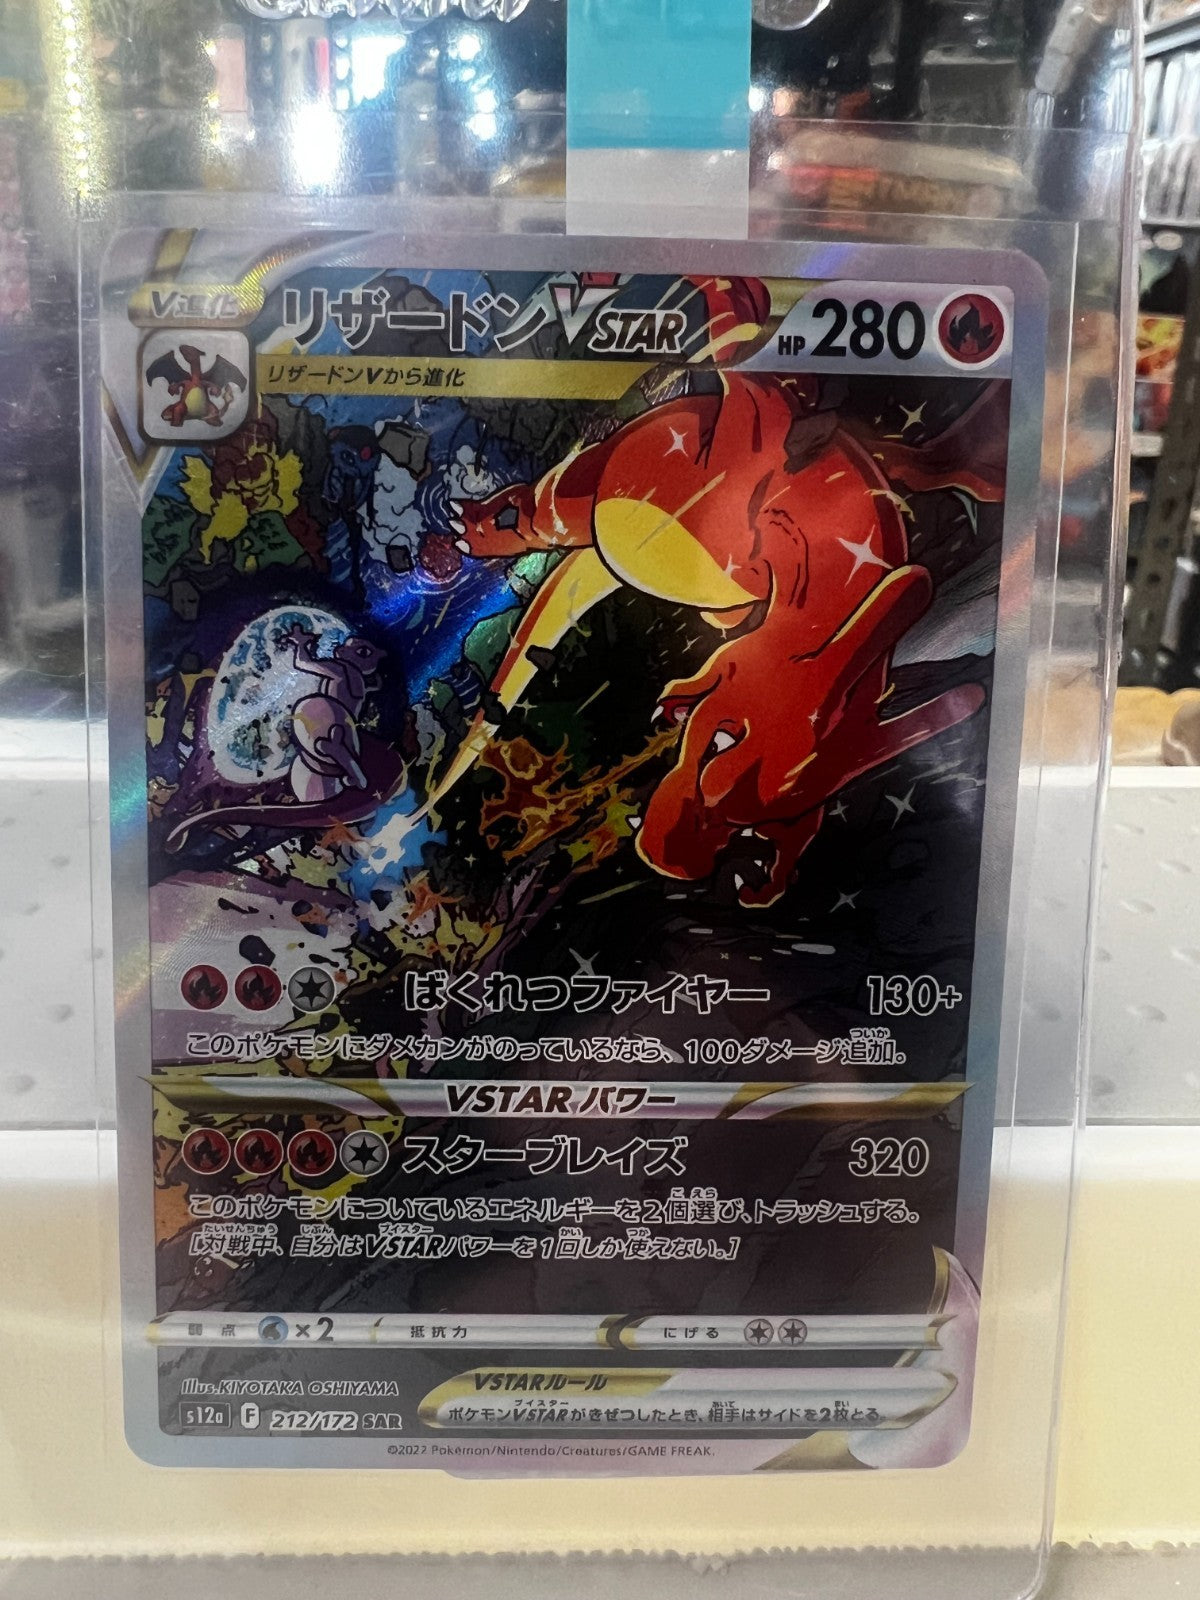 V進化
リザードンVSTAR HP 280
リザードンVから進化
ばくれつファイヤー 130+
このポケモンにダメカンがのっているなら、100ダメージ追加。
VSTARパワー
スターブレイズ 320
このポケモンについているエネルギーを2個選び、トラッシュする。
[対戦中、自分はVSTARパワーを1回しか使えない。]
弱点 ×2 抵抗力 にげる
Illus.KIYOTAKA OSHIYAMA
VSTARルール
ポケモンVSTARがきぜつしたとき、相手はサイドを2枚とる。
s12a F 212/172 SAR
©2022 Pokémon/Nintendo/Creatures/GAME FREAK.